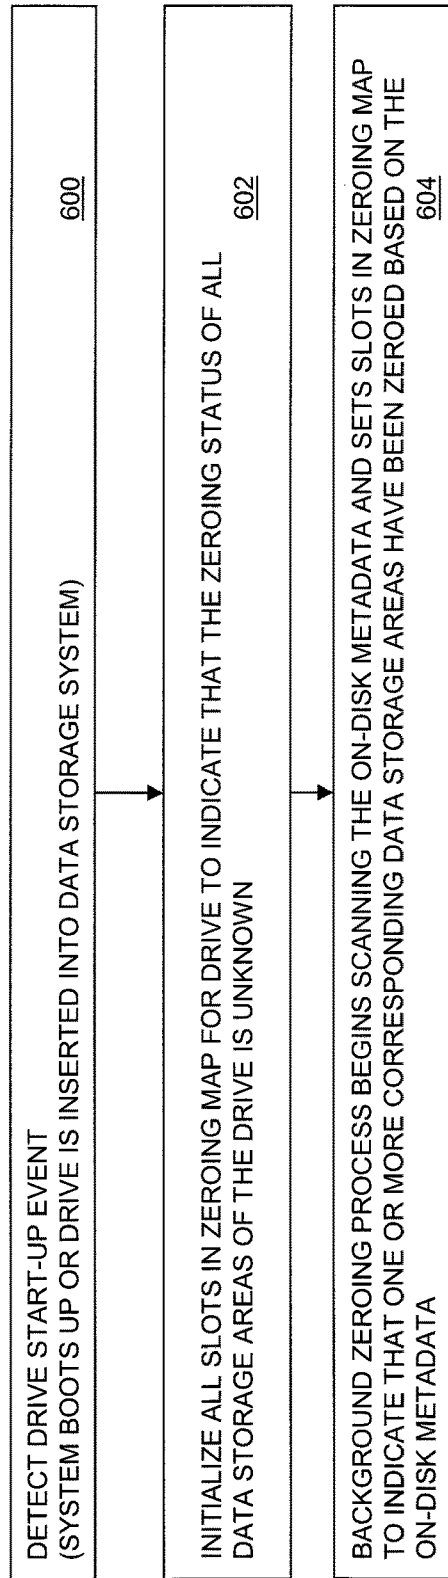 DETECT DRIVE START-UP EVENT
(SYSTEM BOOTS UP OR DRIVE IS INSERTED INTO DATA STORAGE SYSTEM)
600
INITIALIZE ALL SLOTS IN ZEROING MAP FOR DRIVE TO INDICATE THAT THE ZEROING STATUS OF ALL
DATA STORAGE AREAS OF THE DRIVE IS UNKNOWN
602
BACKGROUND ZEROING PROCESS BEGINS SCANNING THE ON-DISK METADATA AND SETS SLOTS IN ZEROING MAP
TO INDICATE THAT ONE OR MORE CORRESPONDING DATA STORAGE AREAS HAVE BEEN ZEROED BASED ON THE
ON-DISK METADATA
604